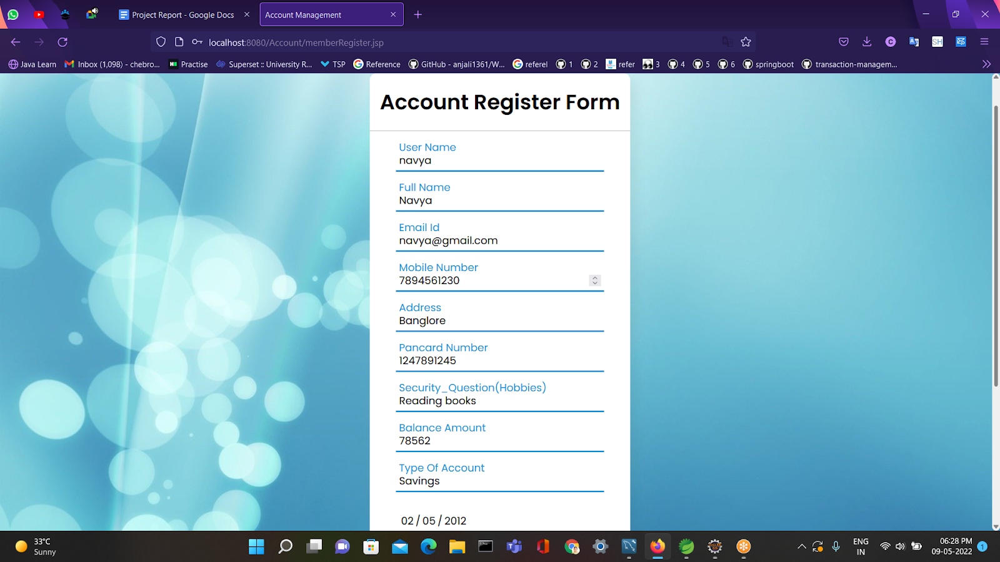 Project Report - Google Docs
Account Management
localhost:8080/Account/memberRegister.jsp
Java Learn
Inbox (1,098) - chebro...
Practise
Superset :: University R...
TSP
Reference
GitHub - anjali1361/W...
referel
1
2
refer
3
4
5
6
springboot
transaction-managem...
Account Register Form
User Name
navya
Full Name
Navya
Email Id
navya@gmail.com
Mobile Number
7894561230
Address
Banglore
Pancard Number
1247891245
Security_Question(Hobbies)
Reading books
Balance Amount
78562
Type Of Account
Savings
02 / 05 / 2012
33°C
Sunny
ENG
IN
06:28 PM
09-05-2022
1